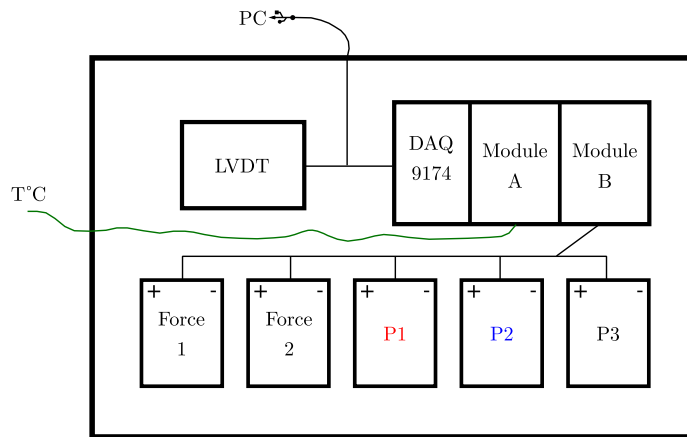 PC
DAQ
9174
LVDT
Module
A
Module
B
T°C
+ -
+ -
+ -
+ -
+ -
Force
1
Force
2
P1
P2
P3